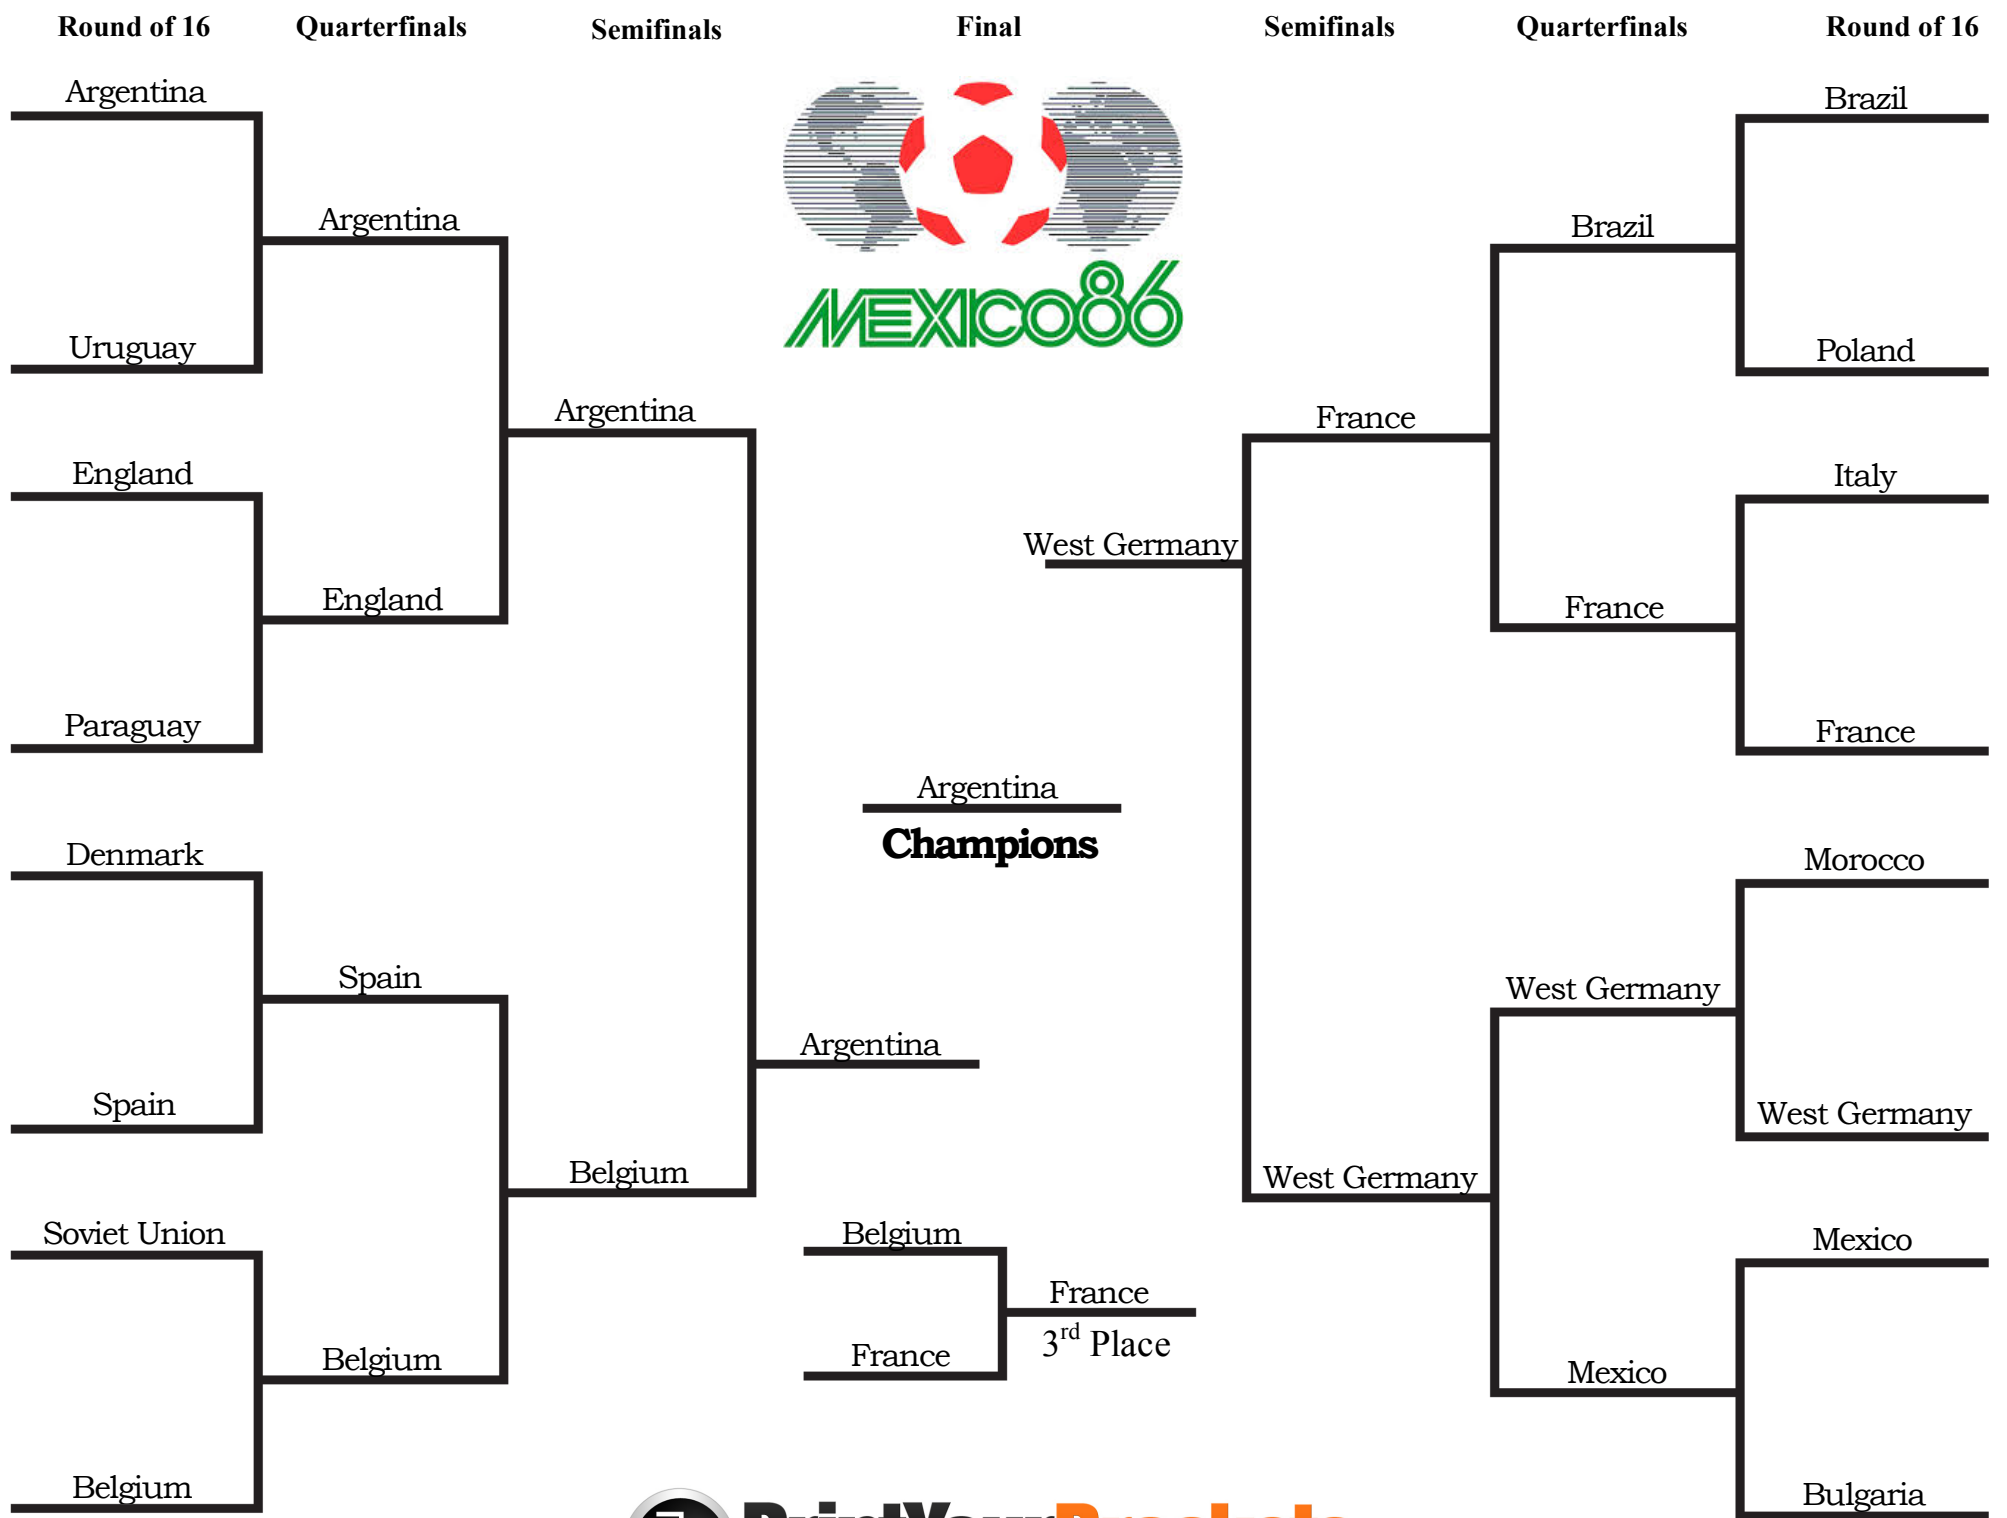 Round of 16 Quarterfinals Semifinals Final Semifinals Quarterfinals Round of 16
Argentina
Uruguay
England
Paraguay
Denmark
Spain
Soviet Union
Belgium
Argentina
England
Spain
Belgium
Argentina
Belgium
Argentina
MEXICO86
West Germany
Argentina
Champions
Belgium
France
France
3rd Place
France
West Germany
Brazil
France
West Germany
Mexico
Brazil
Poland
Italy
France
Morocco
West Germany
Mexico
Bulgaria
PrintYourBrackets